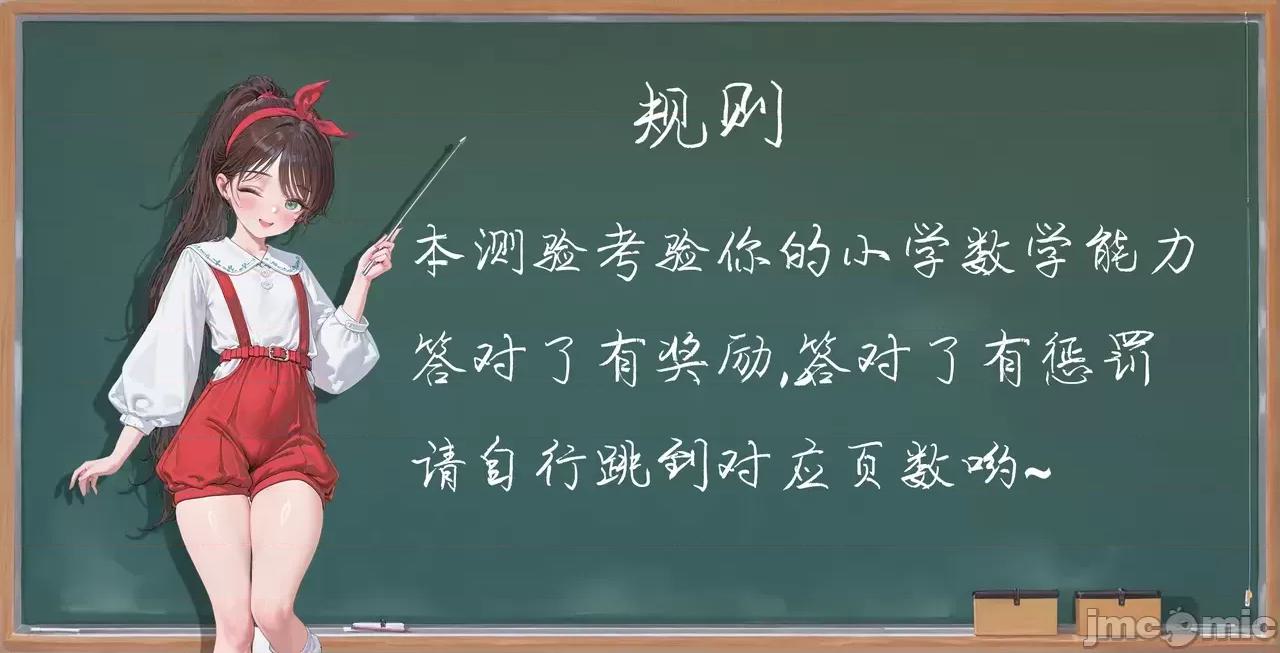 规则
本测验考验你的小学数学能力
答对了有奖励,答对了有惩罚
请自行跳到对应页数哟~
jmcomic